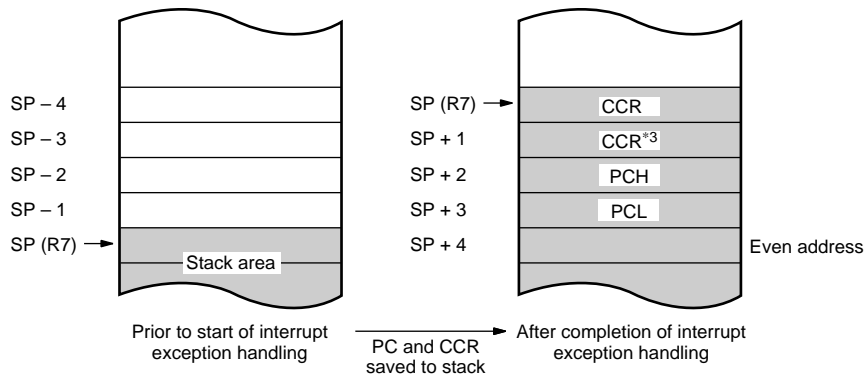 SP – 4
SP – 3
SP – 2
SP – 1
SP (R7)
Stack area
Prior to start of interrupt
exception handling
PC and CCR
saved to stack
SP (R7)
SP + 1
SP + 2
SP + 3
SP + 4
CCR
CCR*3
PCH
PCL
Even address
After completion of interrupt
exception handling